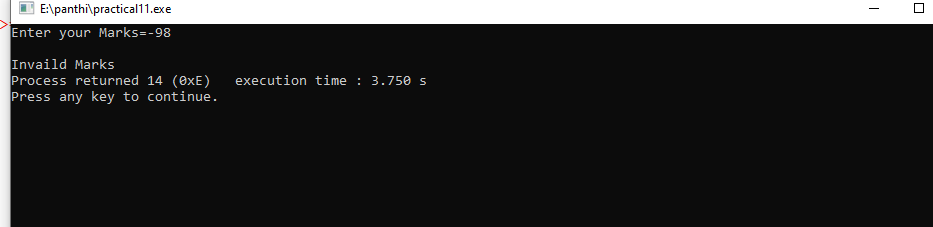 E:\panthi\practical11.exe
Enter your Marks=-98
Invaild Marks
Process returned 14 (0xE)   execution time : 3.750 s
Press any key to continue.